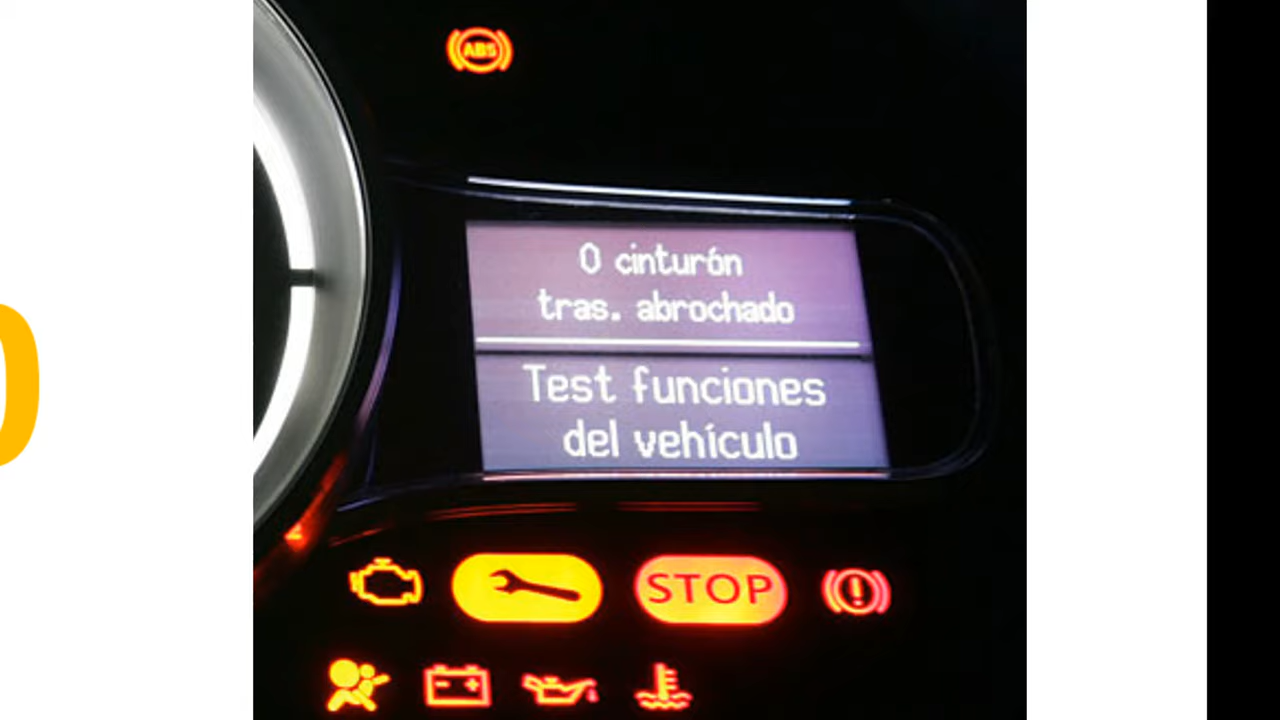 ABS
0 cinturón
tras. abrochado
Test funciones
del vehículo
STOP